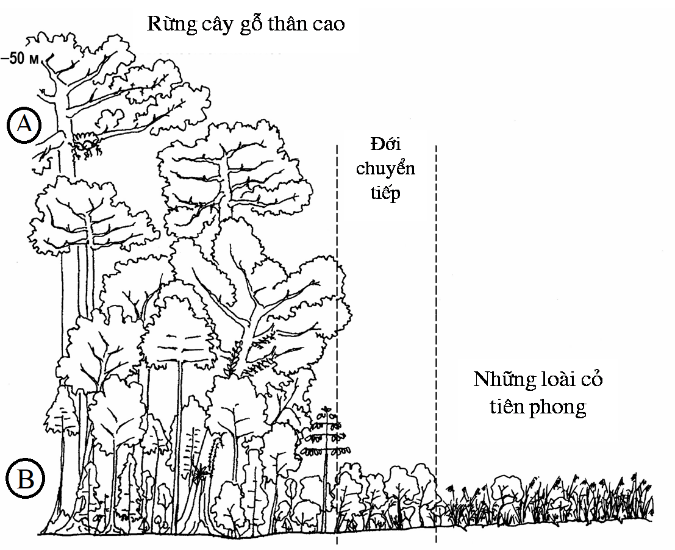 Rừng cây gỗ thân cao
–50 м
A
Đới
chuyển
tiếp
Những loài cỏ
tiên phong
B